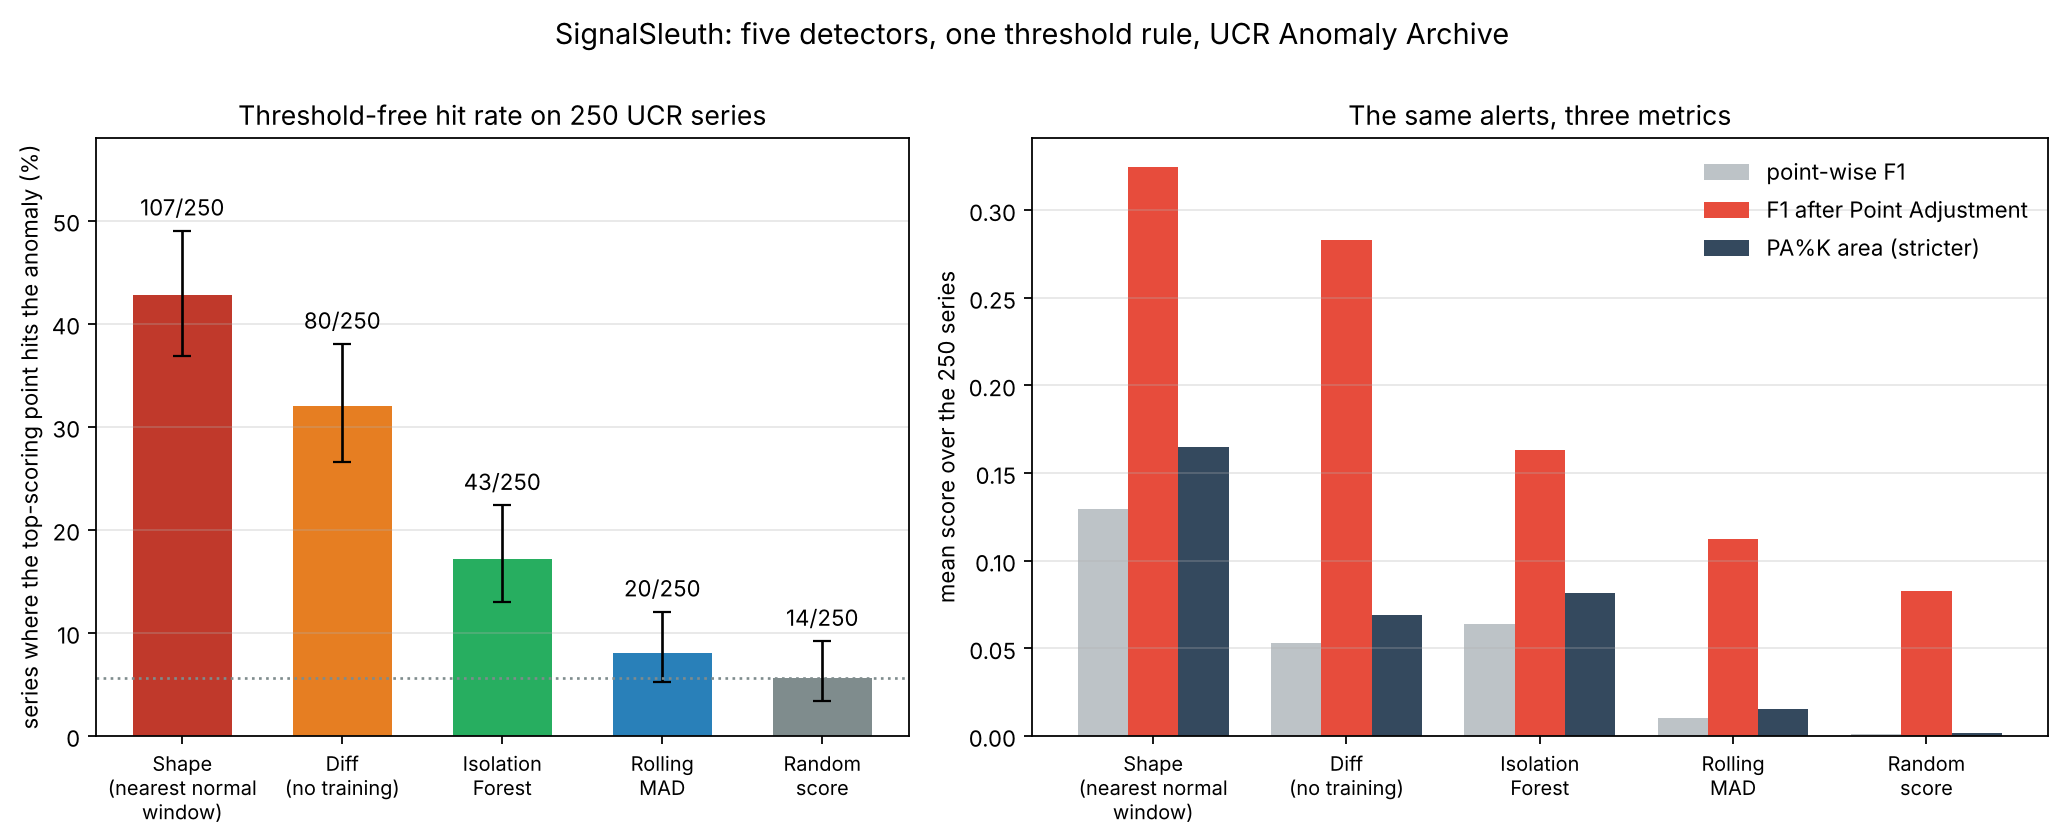 SignalSleuth: five detectors, one threshold rule, UCR Anomaly Archive
Threshold-free hit rate on 250 UCR series
series where the top-scoring point hits the anomaly (%)
50
40
30
20
10
0
107/250
80/250
43/250
20/250
14/250
Shape
(nearest normal
window)
Diff
(no training)
Isolation
Forest
Rolling
MAD
Random
score
The same alerts, three metrics
mean score over the 250 series
0.30
0.25
0.20
0.15
0.10
0.05
0.00
point-wise F1
F1 after Point Adjustment
PA%K area (stricter)
Shape
(nearest normal
window)
Diff
(no training)
Isolation
Forest
Rolling
MAD
Random
score